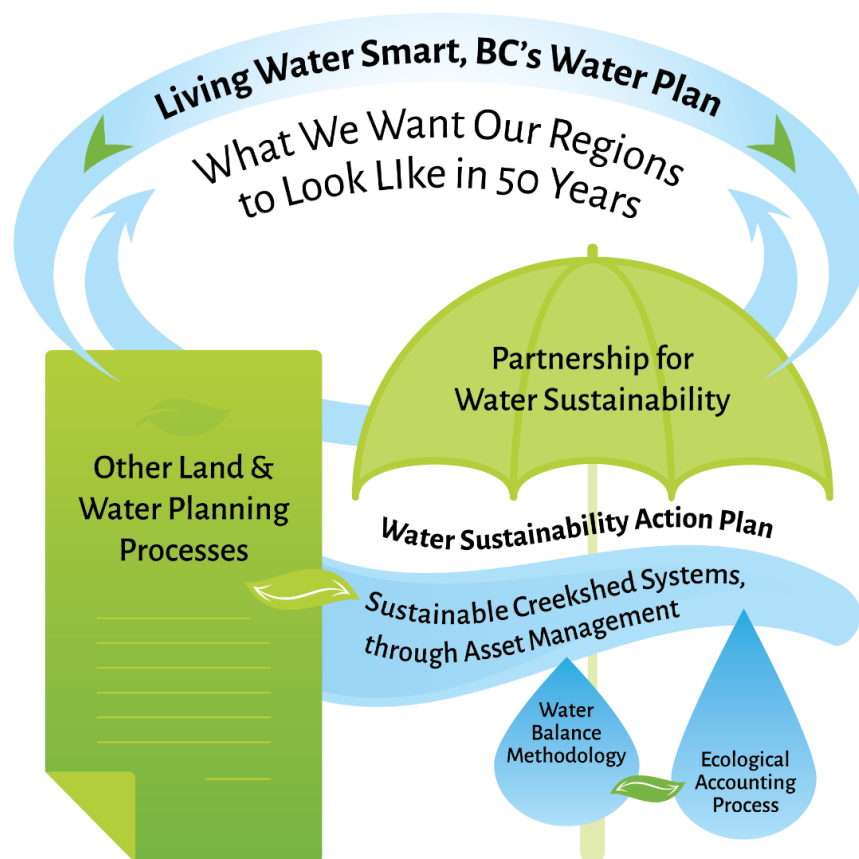 Living Water Smart, BC's Water Plan
What We Want Our Regions
to Look LIke in 50 Years
Partnership for
Water Sustainability
Other Land &
Water Planning
Processes
Water Sustainability Action Plan
Sustainable Creekshed Systems,
through Asset Management
Water
Balance
Methodology
Ecological
Accounting
Process